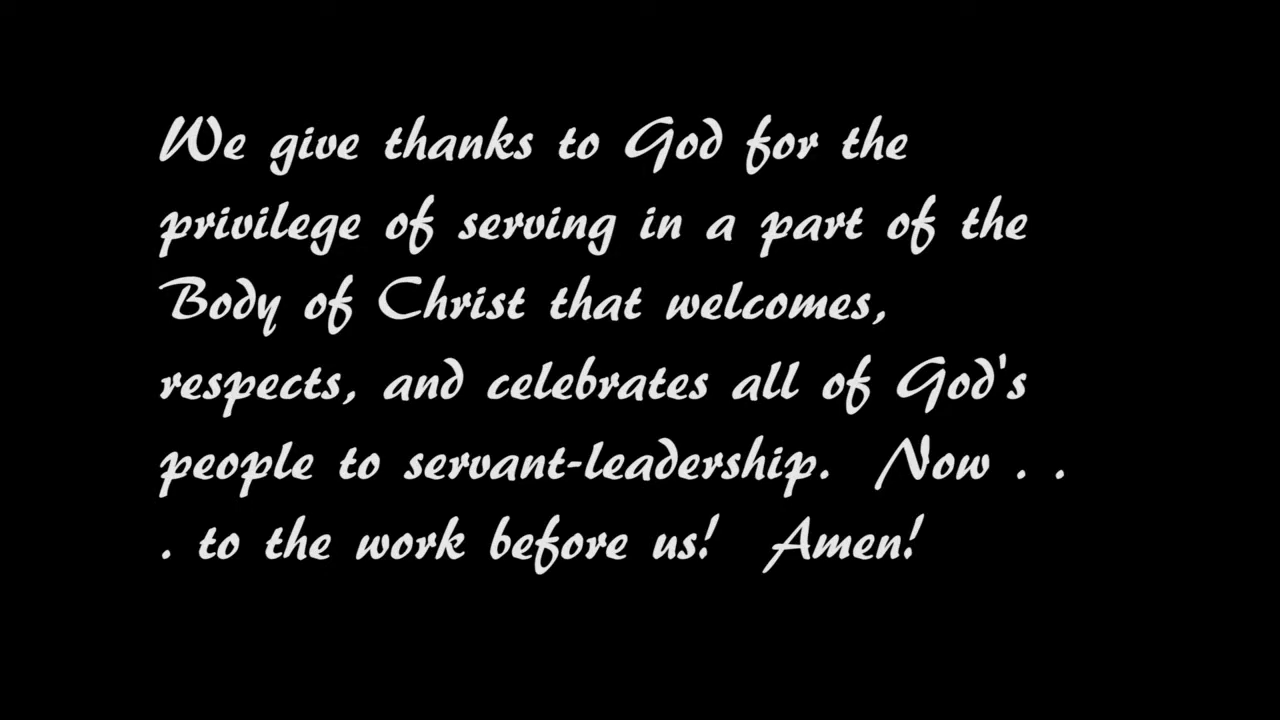 We give thanks to God for the
privilege of serving in a part of the
Body of Christ that welcomes,
respects, and celebrates all of God's
people to servant-leadership.  Now . .
. to the work before us!  Amen!